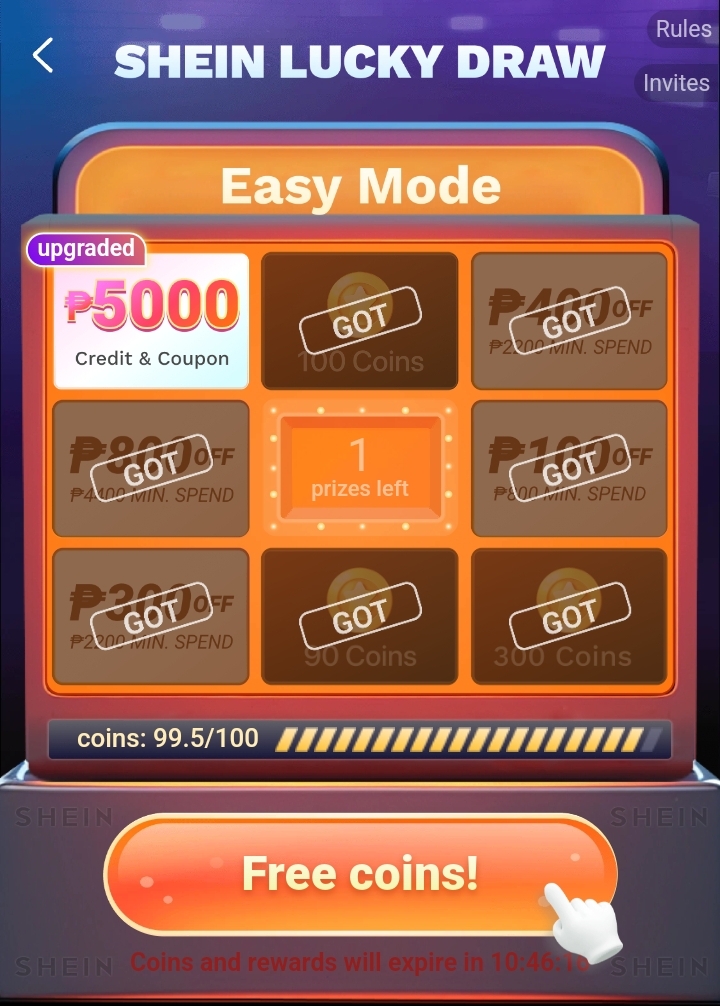 Rules
SHEIN LUCKY DRAW
Invites
Easy Mode
upgraded
₱5000
Credit & Coupon
GOT
100 Coins
₱400 OFF
GOT
₱2200 MIN. SPEND
₱800 OFF
GOT
₱4400 MIN. SPEND
1
prizes left
₱100 OFF
GOT
₱800 MIN. SPEND
₱300 OFF
GOT
₱2200 MIN. SPEND
GOT
90 Coins
GOT
300 Coins
coins: 99.5/100
SHEIN
SHEIN
Free coins!
SHEIN
Coins and rewards will expire in 10:46:16
SHEIN